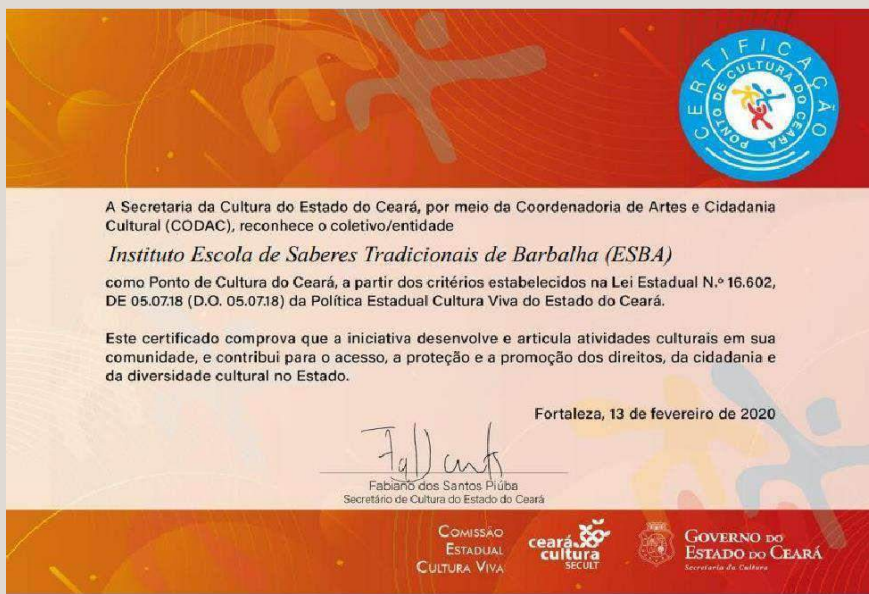 CERTIFICAÇÃO
PONTO DE CULTURA DO CEARÁ
A Secretaria da Cultura do Estado do Ceará, por meio da Coordenadoria de Artes e Cidadania
Cultural (CODAC), reconhece o coletivo/entidade
Instituto Escola de Saberes Tradicionais de Barbalha (ESBA)
como Ponto de Cultura do Ceará, a partir dos critérios estabelecidos na Lei Estadual N.º 16.602,
DE 05.07.18 (D.O. 05.07.18) da Política Estadual Cultura Viva do Estado do Ceará.
Este certificado comprova que a iniciativa desenvolve e articula atividades culturais em sua
comunidade, e contribui para o acesso, a proteção e a promoção dos direitos, da cidadania e
da diversidade cultural no Estado.
Fortaleza, 13 de fevereiro de 2020
Fabiano dos Santos Piúba
Secretário de Cultura do Estado do Ceará
COMISSÃO
ESTADUAL
CULTURA VIVA
ceará
cultura
SECULT
GOVERNO DO
ESTADO DO CEARÁ
Secretaria da Cultura